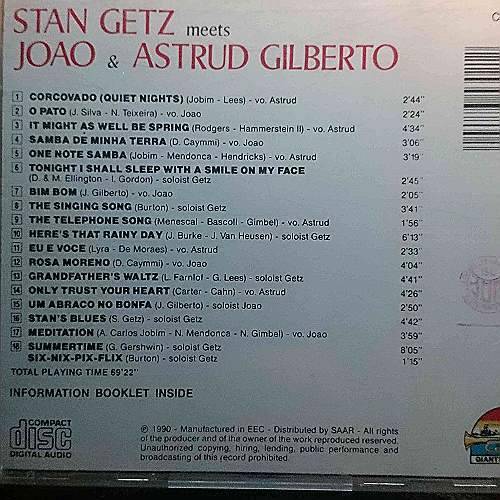 STAN GETZ meets
JOAO & ASTRUD GILBERTO
1 CORCOVADO (QUIET NIGHTS) (Jobim - Lees) - vo. Astrud 2'44"
2 O PATO (J. Silva - N. Teixeira) - vo. Joao 2'24"
3 IT MIGHT AS WELL BE SPRING (Rodgers - Hammerstein II) - vo. Astrud 4'34"
4 SAMBA DE MINHA TERRA (D. Caymmi) - vo. Joao 3'06"
5 ONE NOTE SAMBA (Jobim - Mendonca - Hendricks) - vo. Astrud 3'19"
6 TONIGHT I SHALL SLEEP WITH A SMILE ON MY FACE
(D. & M. Ellington - I. Gordon) - soloist Getz 2'45"
7 BIM BOM (J. Gilberto) - vo. Joao 2'05"
8 THE SINGING SONG (Burton) - soloist Getz 3'41"
9 THE TELEPHONE SONG (Menescal - Bascoll - Gimbel) - vo. Astrud 1'56"
10 HERE'S THAT RAINY DAY (J. Burke - J. Van Heusen) - soloist Getz 6'13"
11 EU E VOCE (Lyra - De Moraes) - vo. Astrud 2'33"
12 ROSA MORENO (D. Caymmi) - vo. Joao 4'04"
13 GRANDFATHER'S WALTZ (L. Farnlof - G. Lees) - soloist Getz 4'41"
14 ONLY TRUST YOUR HEART (Carter - Cahn) - vo. Astrud 4'26"
15 UM ABRACO NO BONFA (J. Gilberto) - soloist Joao 2'50"
16 STAN'S BLUES (S. Getz) - soloist Getz 4'42"
17 MEDITATION (A. Carlos Jobim - N. Mendonca - N. Gimbel) - vo. Joao 3'59"
18 SUMMERTIME (G. Gershwin) - soloist Getz 8'05"
SIX-NIX-PIX-FLIX (Burton) - soloist Getz 1'15"
TOTAL PLAYING TIME 69'22"
INFORMATION BOOKLET INSIDE
COMPACT
disc
DIGITAL AUDIO
℗ 1990 - Manufactured in EEC - Distributed by SAAR - All rights
of the producer and of the owner of the work reproduced reserved.
Unauthorized copying, hiring, lending, public performance and
broadcasting of this record prohibited.